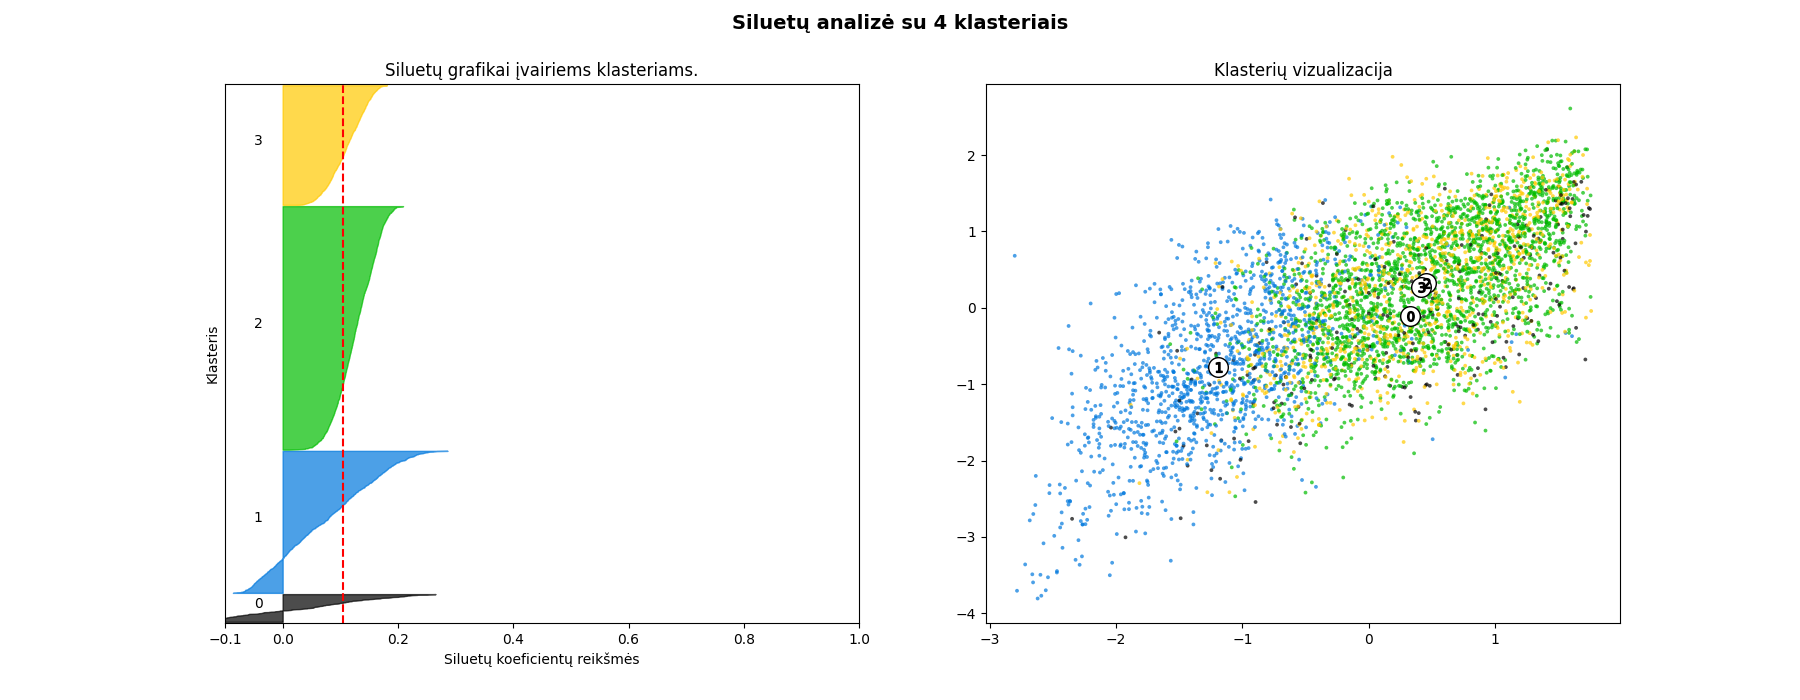 Siluetų analizė su 4 klasteriais
Siluetų grafikai įvairiems klasteriams.
Klasteris
3
2
1
0
−0.1 0.0 0.2 0.4 0.6 0.8 1.0
Siluetų koeficientų reikšmės
Klasterių vizualizacija
2
1
0
−1
−2
−3
−4
−3 −2 −1 0 1
2
3
0
1